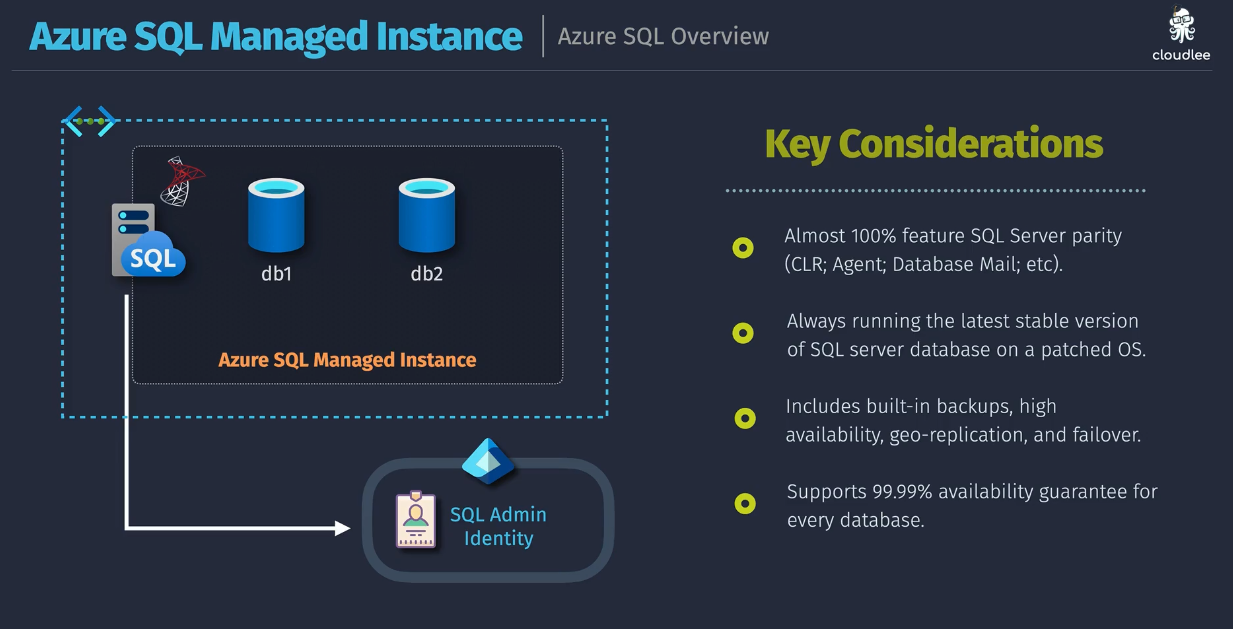 Azure SQL Managed Instance
Azure SQL Overview
cloudlee
Key Considerations
SQL
db1
db2
Azure SQL Managed Instance
SQL Admin
Identity
Almost 100% feature SQL Server parity
(CLR; Agent; Database Mail; etc).
Always running the latest stable version
of SQL server database on a patched OS.
Includes built-in backups, high
availability, geo-replication, and failover.
Supports 99.99% availability guarantee for
every database.